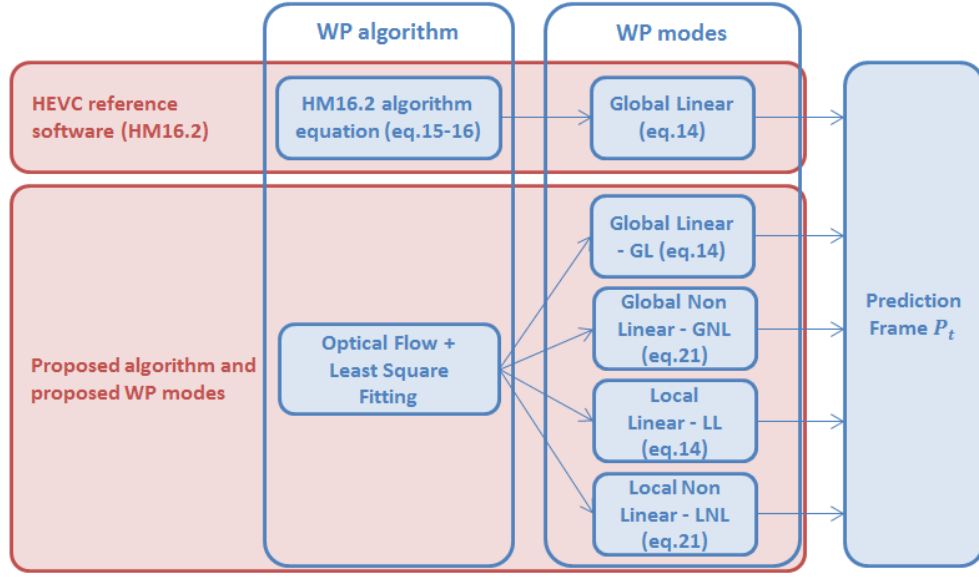 WP algorithm
WP modes
HEVC reference
software (HM16.2)
HM16.2 algorithm
equation (eq.15-16)
Global Linear
(eq.14)
Global Linear
- GL (eq.14)
Global Non
Linear - GNL
(eq.21)
Prediction
Frame P_t
Optical Flow +
Least Square
Fitting
Proposed algorithm and
proposed WP modes
Local
Linear - LL
(eq.14)
Local Non
Linear - LNL
(eq.21)